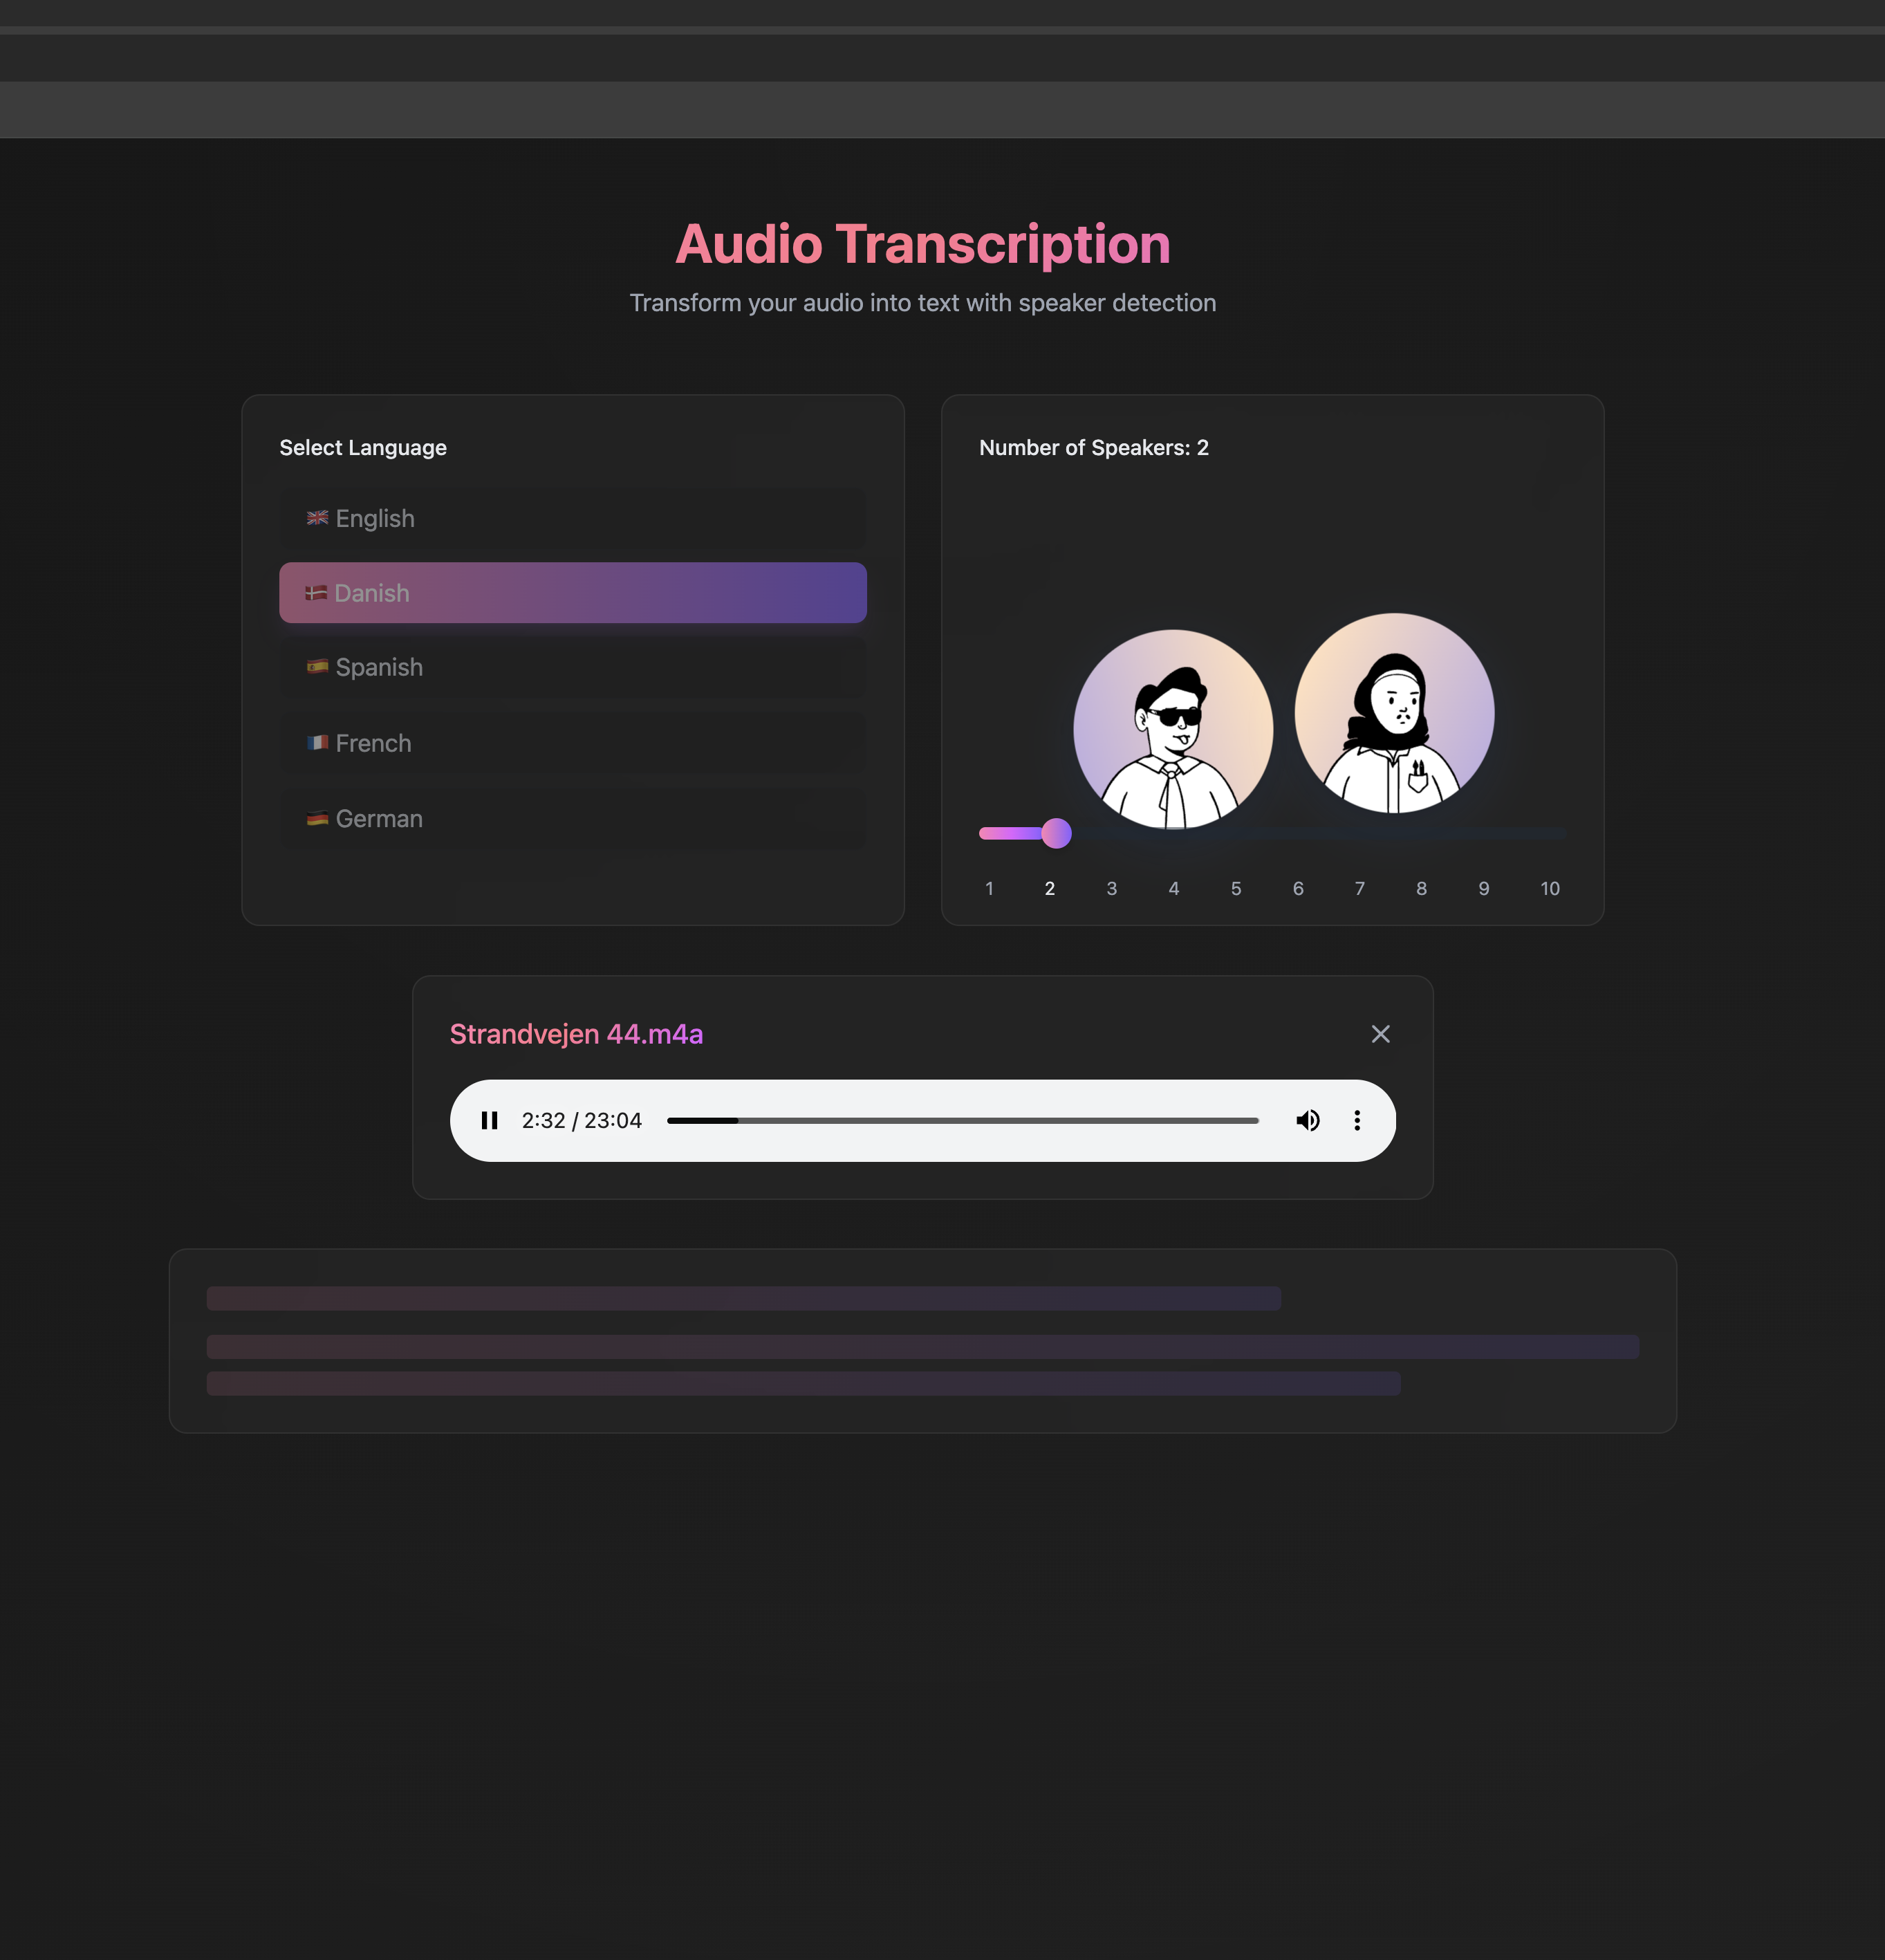 Audio Transcription
Transform your audio into text with speaker detection
Select Language
🇬🇧 English
🇩🇰 Danish
🇪🇸 Spanish
🇫🇷 French
🇩🇪 German
Number of Speakers: 2
1 2 3 4 5 6 7 8 9 10
Strandvejen 44.m4a
2:32 / 23:04